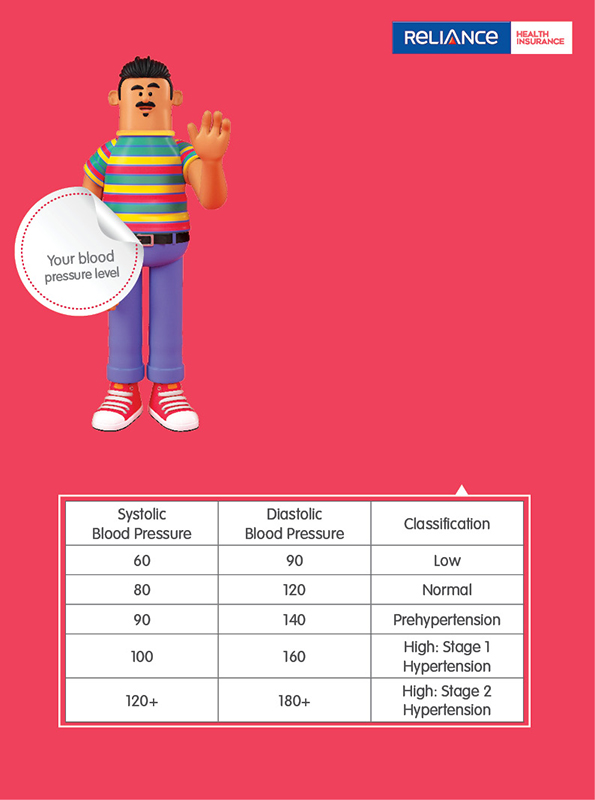 RELIANCE
HEALTH
INSURANCE
Your blood
pressure level
Systolic
Blood Pressure
Diastolic
Blood Pressure
Classification
60
90
Low
80
120
Normal
90
140
Prehypertension
100
160
High: Stage 1
Hypertension
120+
180+
High: Stage 2
Hypertension